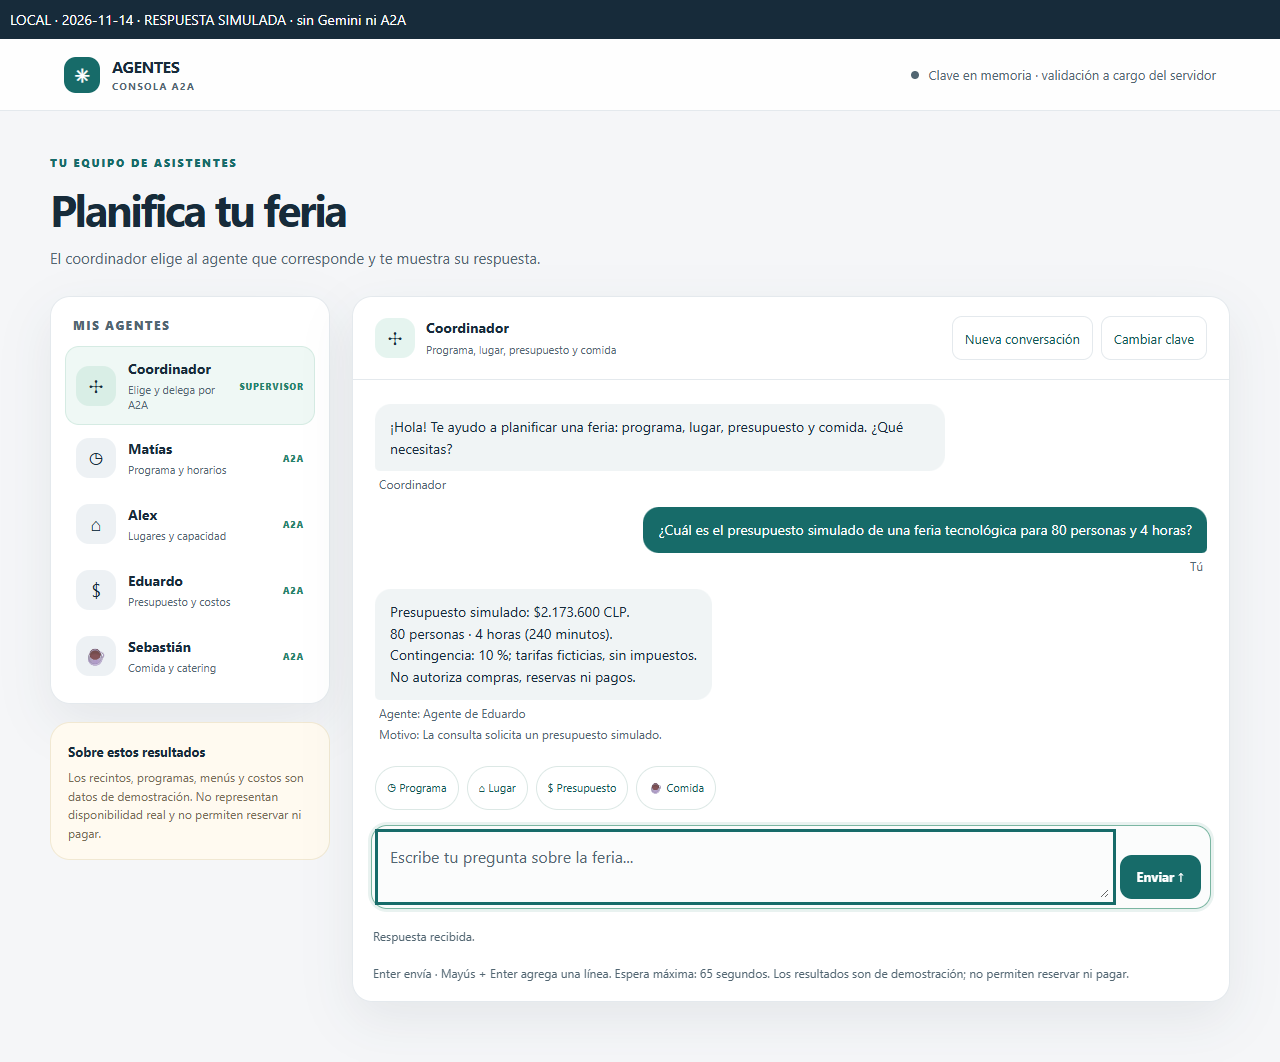 LOCAL · 2026-11-14 · RESPUESTA SIMULADA · sin Gemini ni A2A
AGENTES
CONSOLA A2A
Clave en memoria · validación a cargo del servidor
TU EQUIPO DE ASISTENTES
Planifica tu feria
El coordinador elige al agente que corresponde y te muestra su respuesta.
MIS AGENTES
Coordinador
Elige y delega por
A2A
SUPERVISOR
Matías
Programa y horarios
A2A
Alex
Lugares y capacidad
A2A
$
Eduardo
Presupuesto y costos
A2A
Sebastián
Comida y catering
A2A
Sobre estos resultados
Los recintos, programas, menús y costos son
datos de demostración. No representan
disponibilidad real y no permiten reservar ni
pagar.
Coordinador
Programa, lugar, presupuesto y comida
Nueva conversación
Cambiar clave
¡Hola! Te ayudo a planificar una feria: programa, lugar, presupuesto y comida. ¿Qué
necesitas?
Coordinador
¿Cuál es el presupuesto simulado de una feria tecnológica para 80 personas y 4 horas?
Tú
Presupuesto simulado: $2.173.600 CLP.
80 personas · 4 horas (240 minutos).
Contingencia: 10 %; tarifas ficticias, sin impuestos.
No autoriza compras, reservas ni pagos.
Agente: Agente de Eduardo
Motivo: La consulta solicita un presupuesto simulado.
Programa
Lugar
$ Presupuesto
Comida
Escribe tu pregunta sobre la feria...
Enviar ↑
Respuesta recibida.
Enter envía · Mayús + Enter agrega una línea. Espera máxima: 65 segundos. Los resultados son de demostración; no permiten reservar ni pagar.